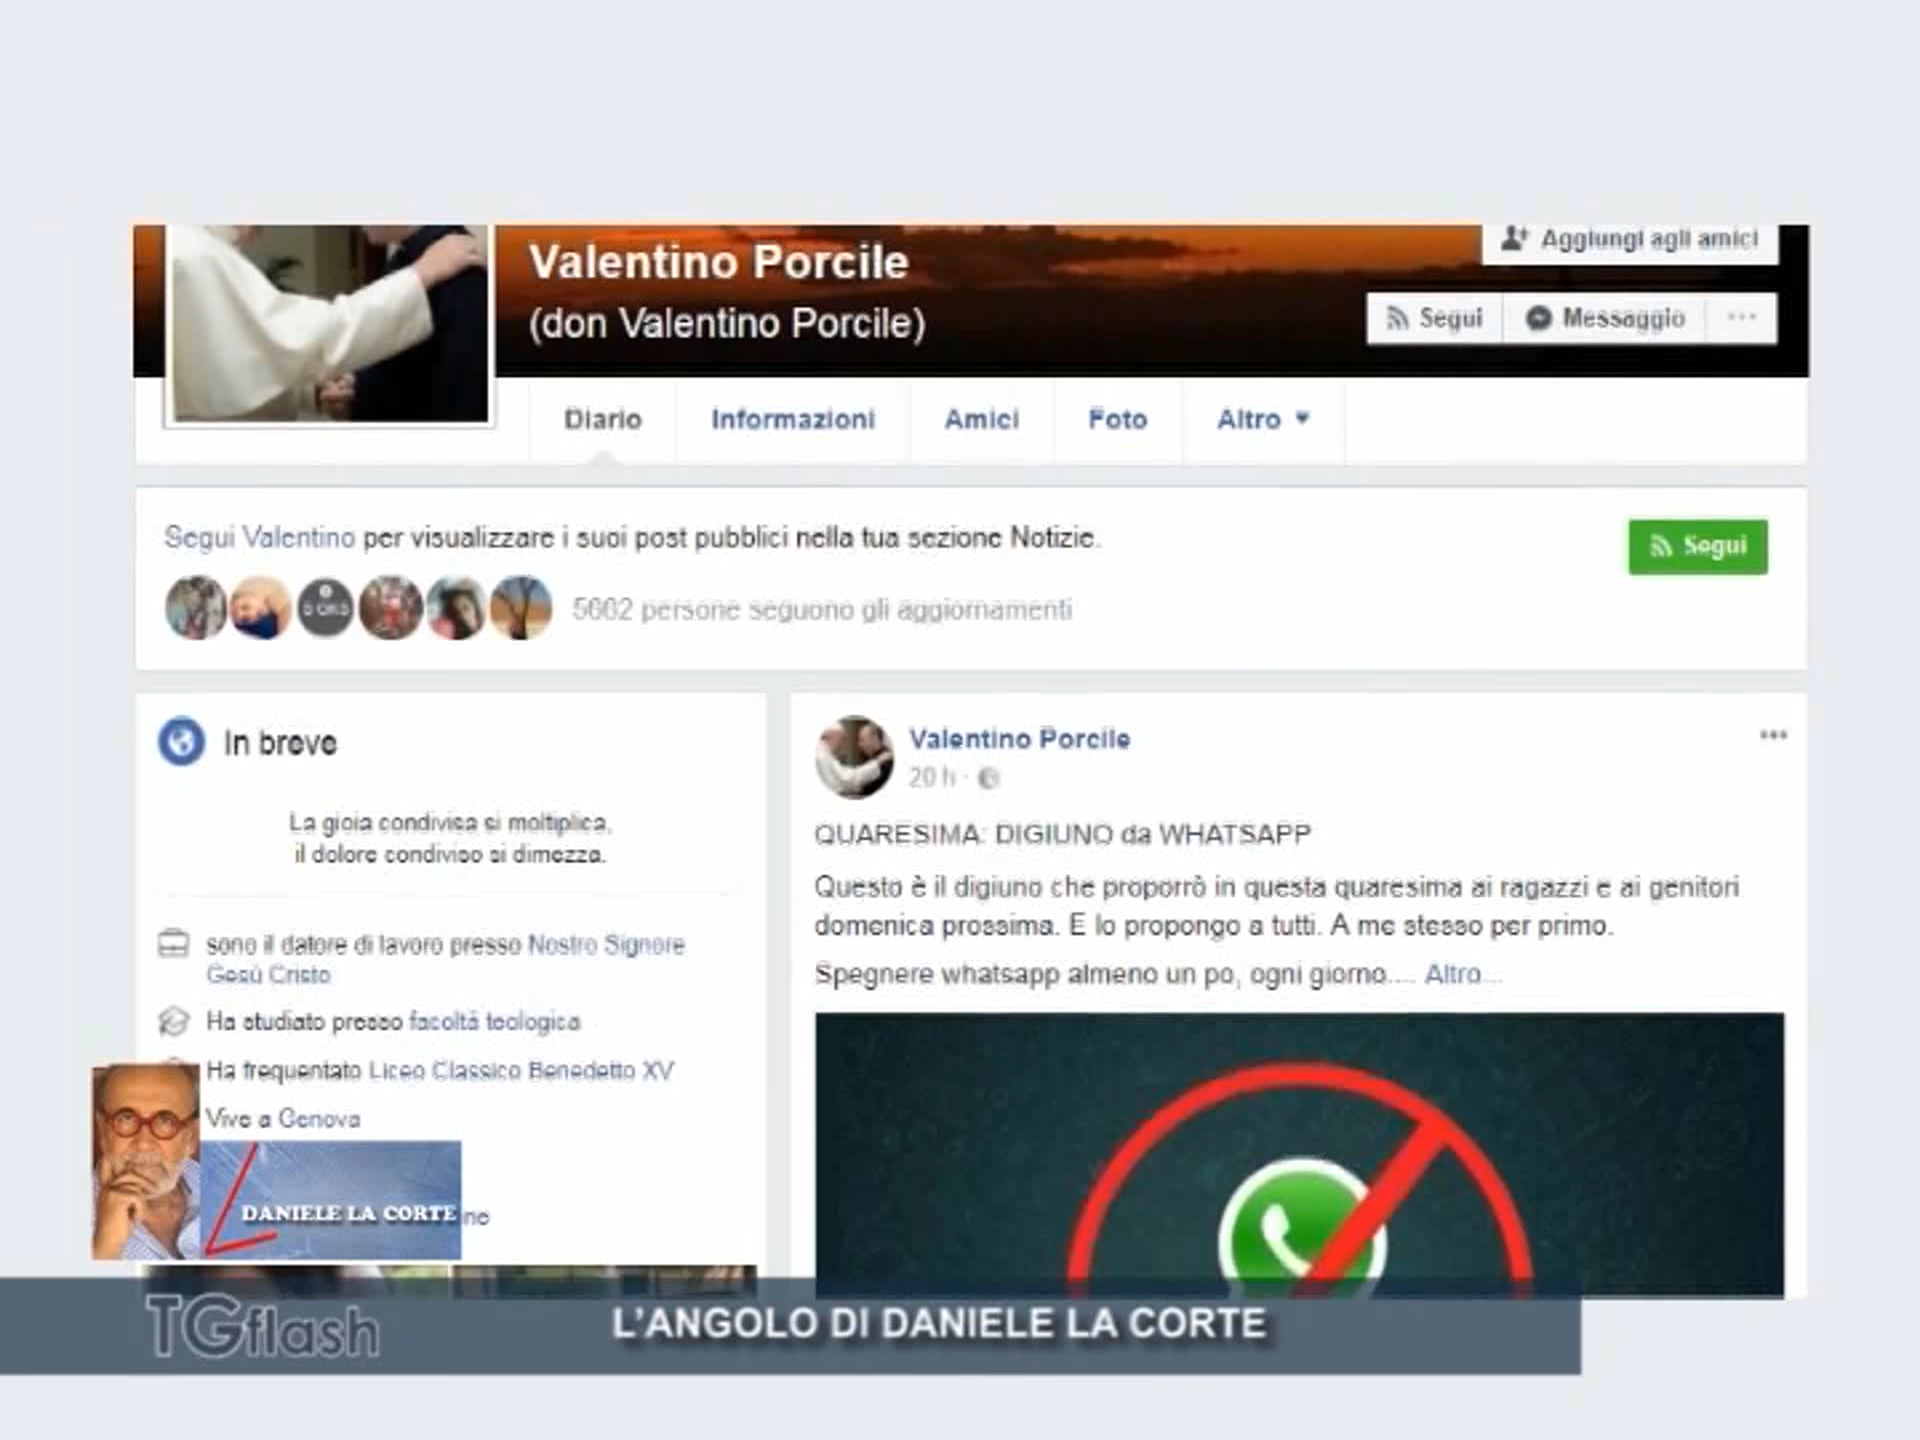 Valentino Porcile
(don Valentino Porcile)
Aggiungi agli amici
Segui
Messaggio
Diario
Informazioni
Amici
Foto
Altro
Segui Valentino per visualizzare i suoi post pubblici nella tua sezione Notizie.
Segui
persone seguono gli aggiornamenti
In breve
La gioia condivisa si moltiplica,
il dolore condiviso si dimezza.
sono il datore di lavoro presso Nostro Signore
Gesù Cristo
Ha studiato presso facoltà teologica
Ha frequentato Liceo Classico Benedetto XV
Vive a Genova
Valentino Porcile
20 h
QUARESIMA: DIGIUNO da WHATSAPP
Questo è il digiuno che proporrò in questa quaresima ai ragazzi e ai genitori
domenica prossima. E lo propongo a tutti. A me stesso per primo.
Spegnere whatsapp almeno un po, ogni giorno.... Altro...
DANIELE LA CORTE
ne
TGflash
L'ANGOLO DI DANIELE LA CORTE